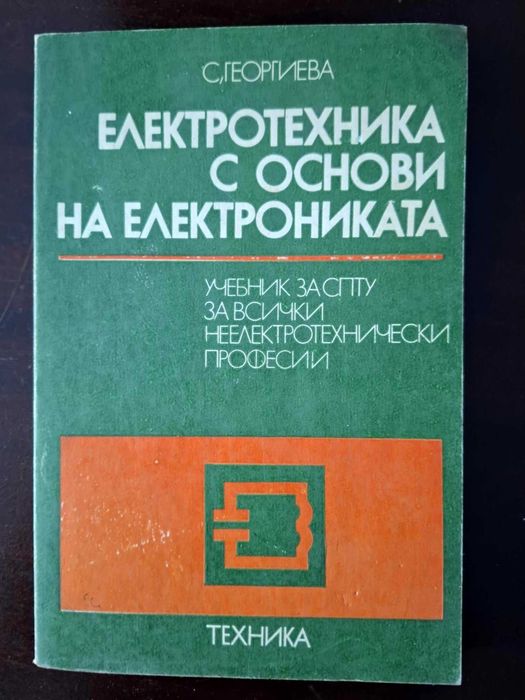 С. ГЕОРГИЕВА
ЕЛЕКТРОТЕХНИКА
С ОСНОВИ
НА ЕЛЕКТРОНИКАТА
УЧЕБНИК ЗА СПТУ
ЗА ВСИЧКИ
НЕЕЛЕКТРОТЕХНИЧЕСКИ
ПРОФЕСИИ
ТЕХНИКА